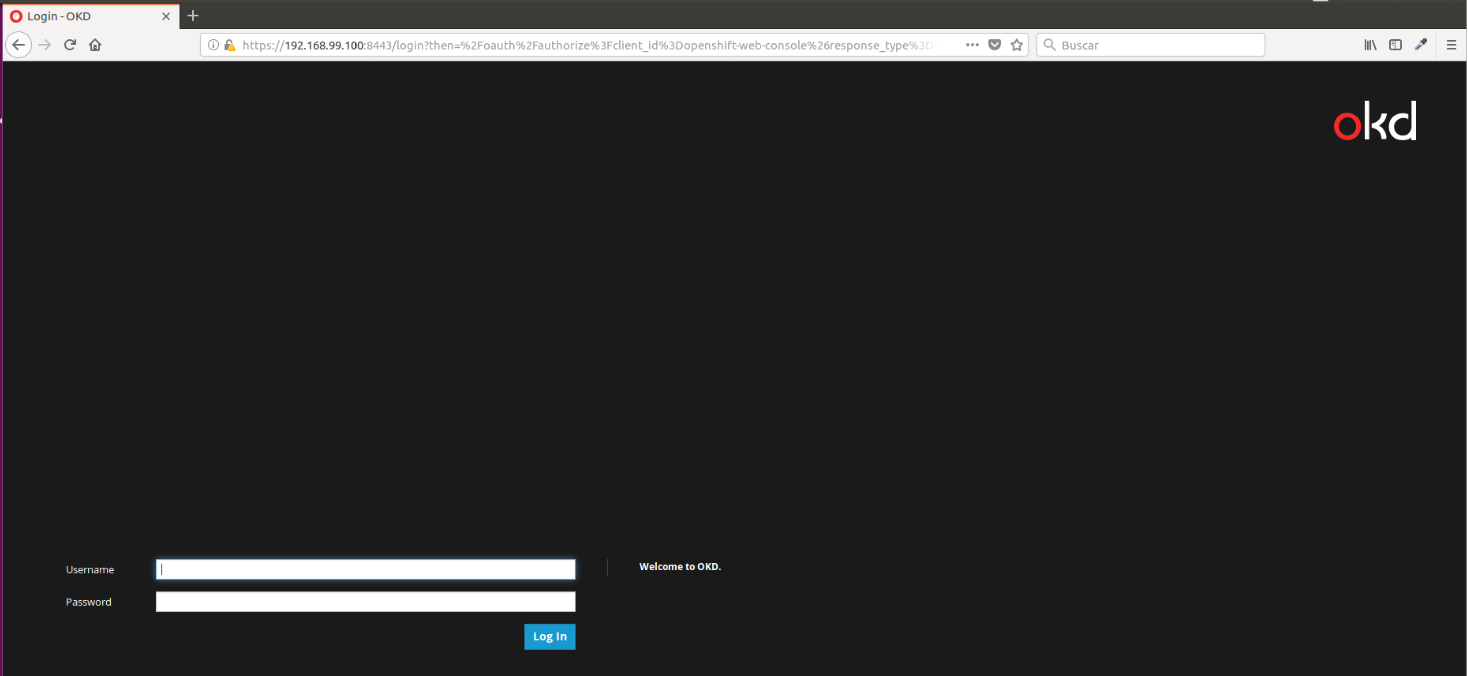 Login - OKD
https://192.168.99.100:8443/login?then=%2Foauth%2Fauthorize%3Fclient_id%3Dopenshift-web-console%26response_type%3D
Buscar
okd
Username
Welcome to OKD.
Password
Log In